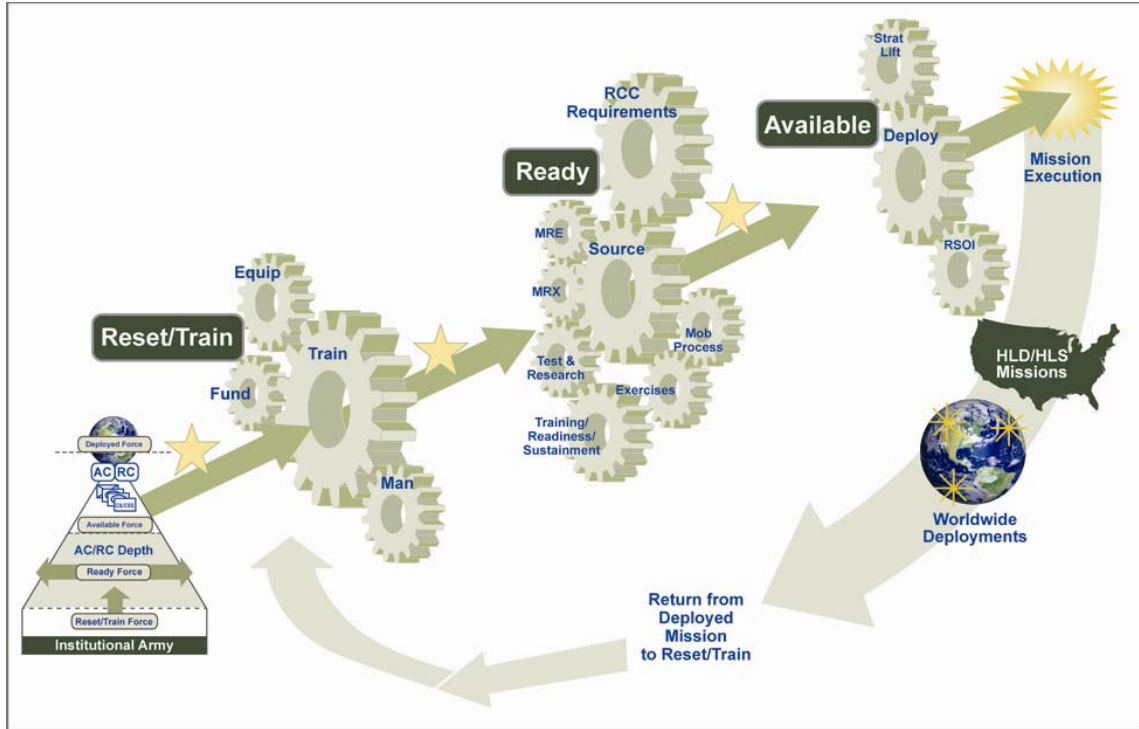 Strat
Lift
RCC
Requirements
Available
Deploy
Mission
Execution
Ready
MRE
Source
RSOI
MRX
Equip
Mob
Process
Reset/Train
Train
Test &
Research
Exercises
HLD/HLS
Missions
Fund
Training/
Readiness/
Sustainment
Deployed Force
AC RC
Man
Available Force
Worldwide
Deployments
AC/RC Depth
Ready Force
Return from
Deployed
Mission
to Reset/Train
Reset/Train Force
Institutional Army